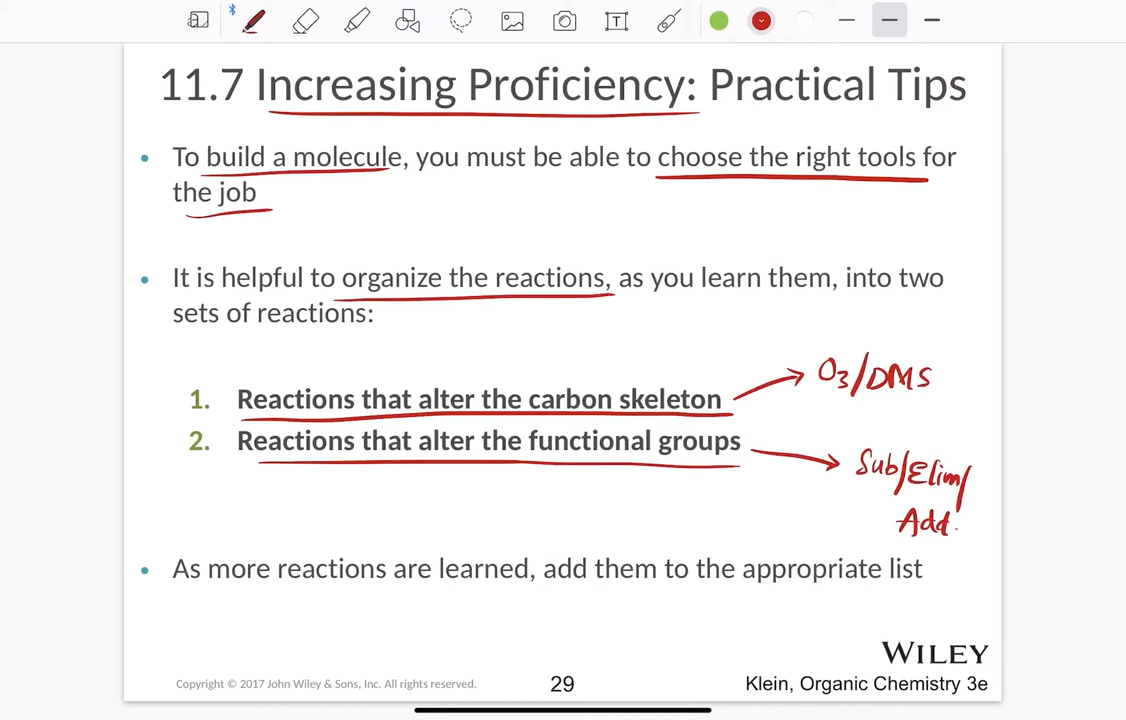 11.7 Increasing Proficiency: Practical Tips
• To build a molecule, you must be able to choose the right tools for
the job
• It is helpful to organize the reactions, as you learn them, into two
sets of reactions:
1. Reactions that alter the carbon skeleton
O3/DMS
2. Reactions that alter the functional groups
Sub/Elim/
Add.
• As more reactions are learned, add them to the appropriate list
WILEY
Copyright © 2017 John Wiley & Sons, Inc. All rights reserved.
29
Klein, Organic Chemistry 3e